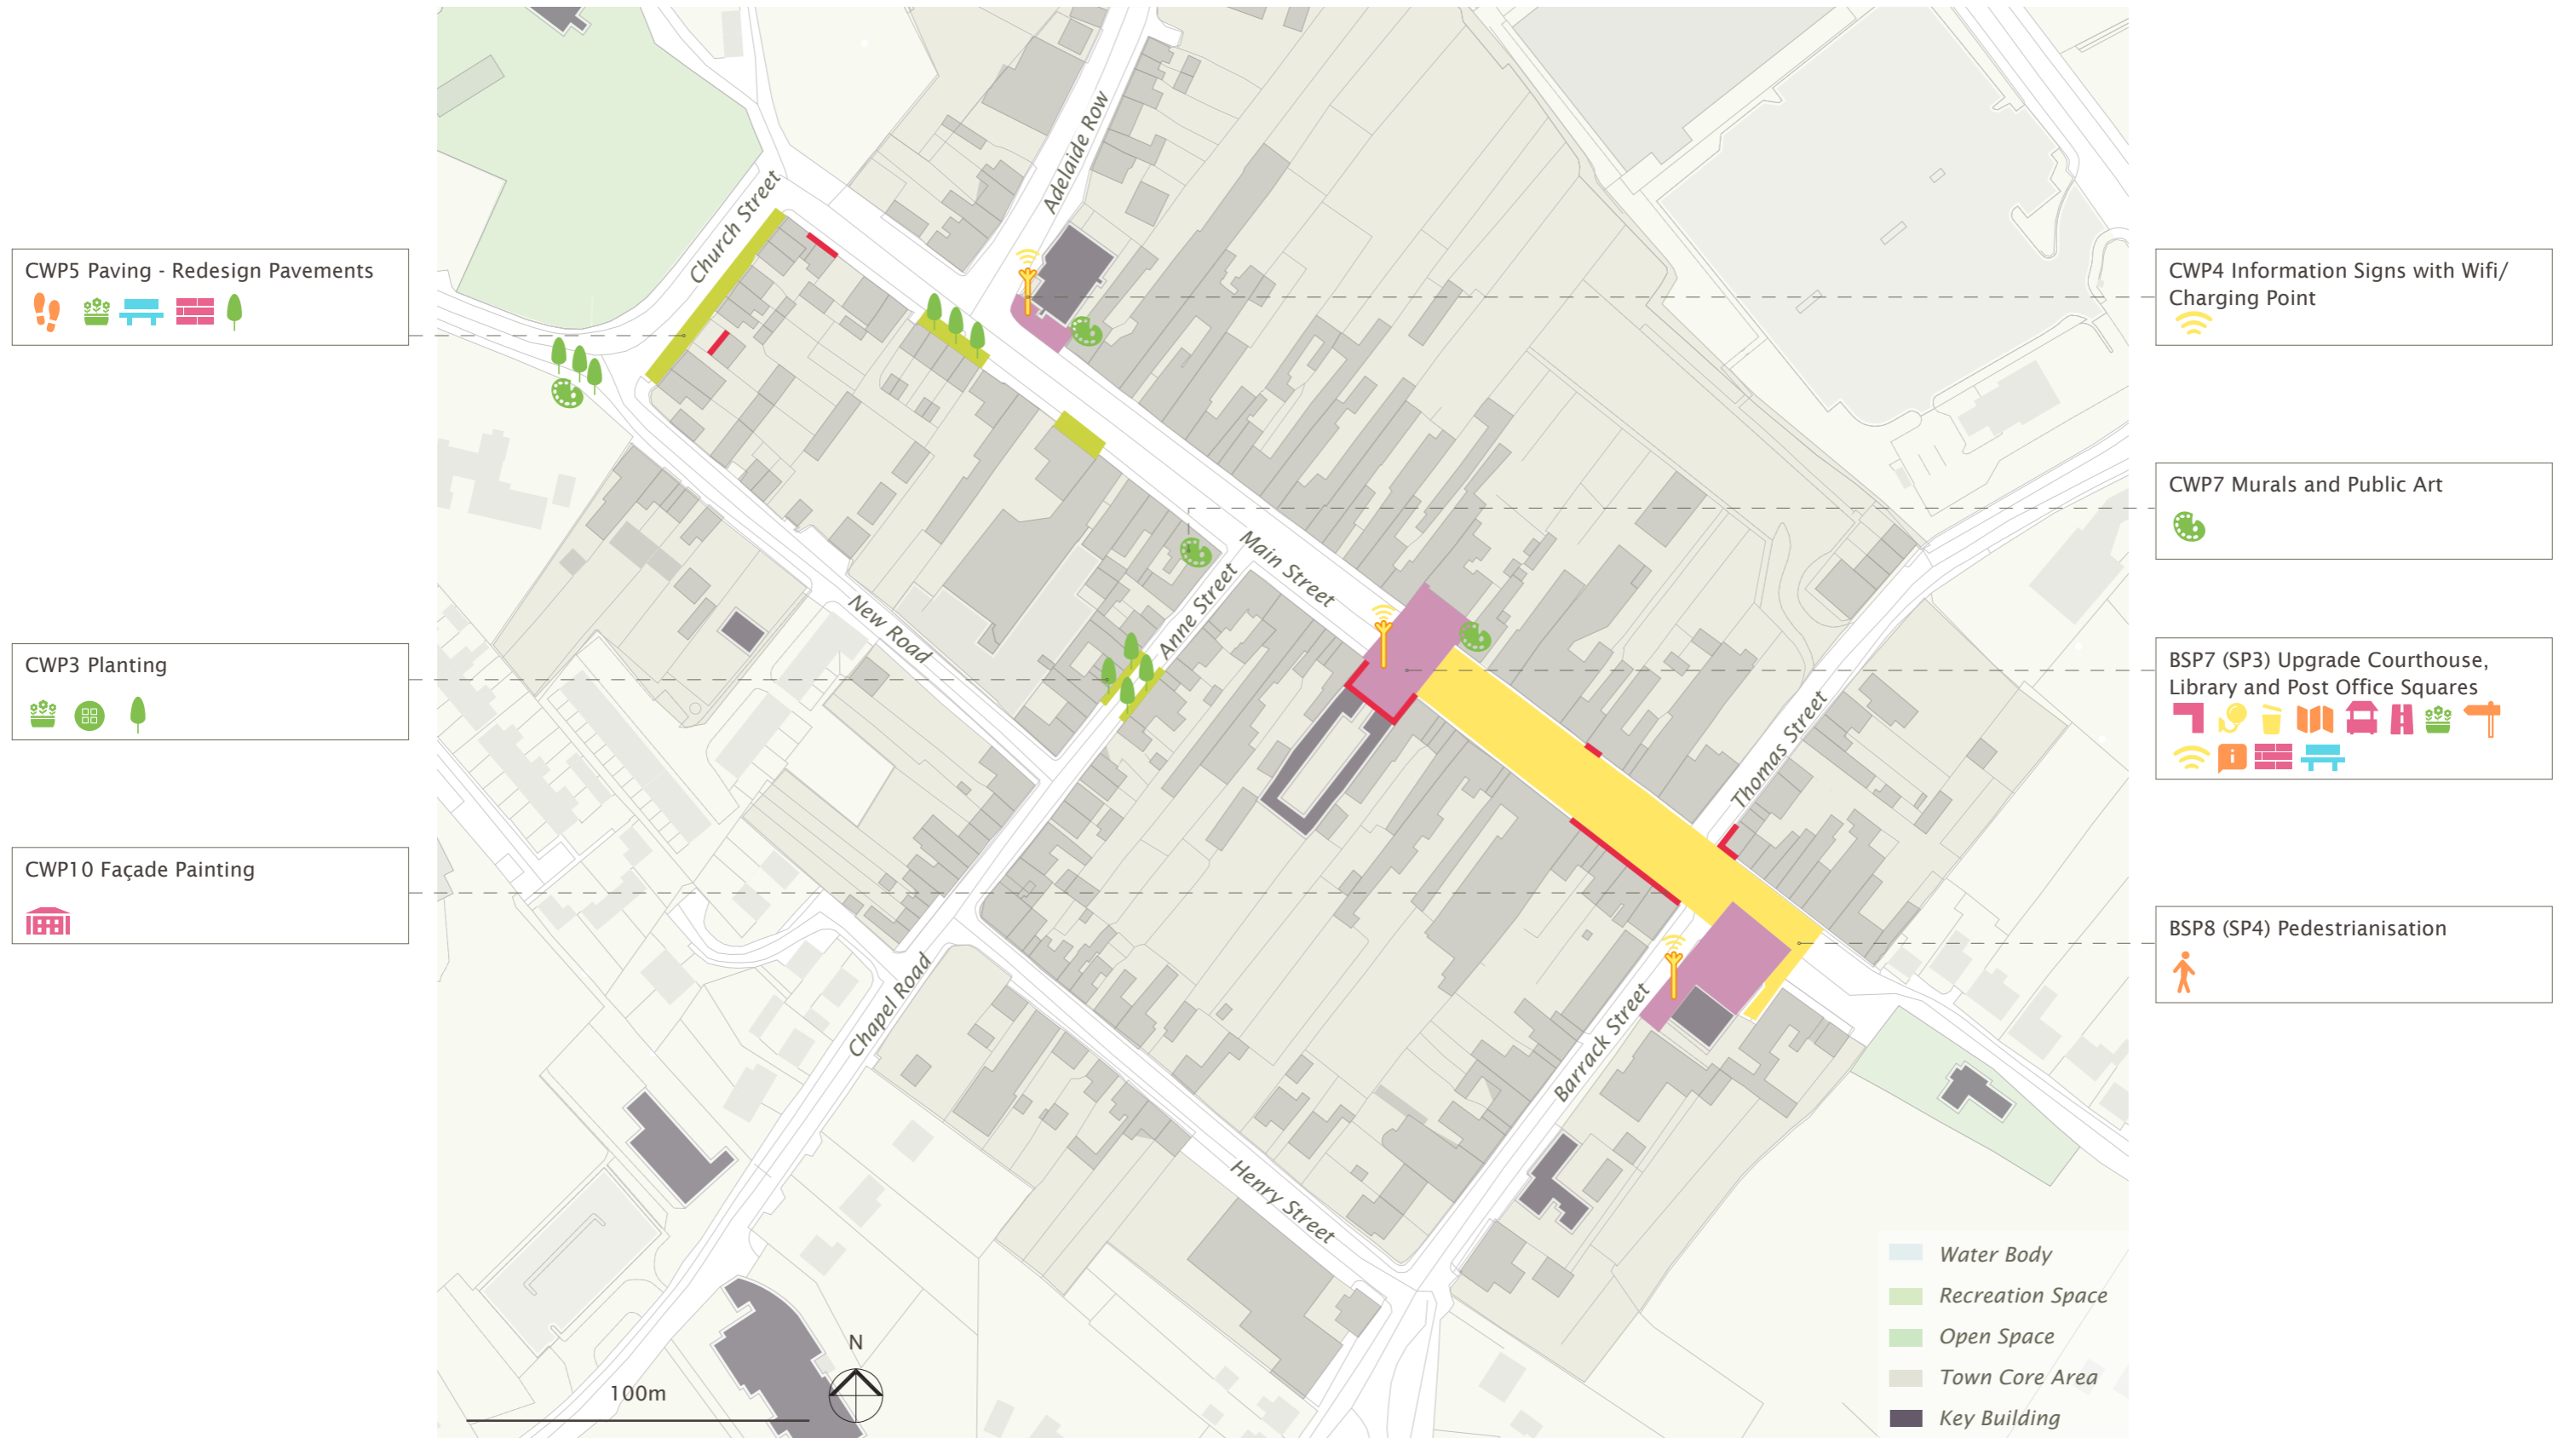 CWP5 Paving - Redesign Pavements
CWP3 Planting
CWP10 Façade Painting
Church Street
Adelaide Row
Main Street
Anne Street
New Road
Thomas Street
Chapel Road
Barrack Street
Henry Street
CWP4 Information Signs with Wifi/
Charging Point
CWP7 Murals and Public Art
BSP7 (SP3) Upgrade Courthouse,
Library and Post Office Squares
i
BSP8 (SP4) Pedestrianisation
100m
N
Water Body
Recreation Space
Open Space
Town Core Area
Key Building